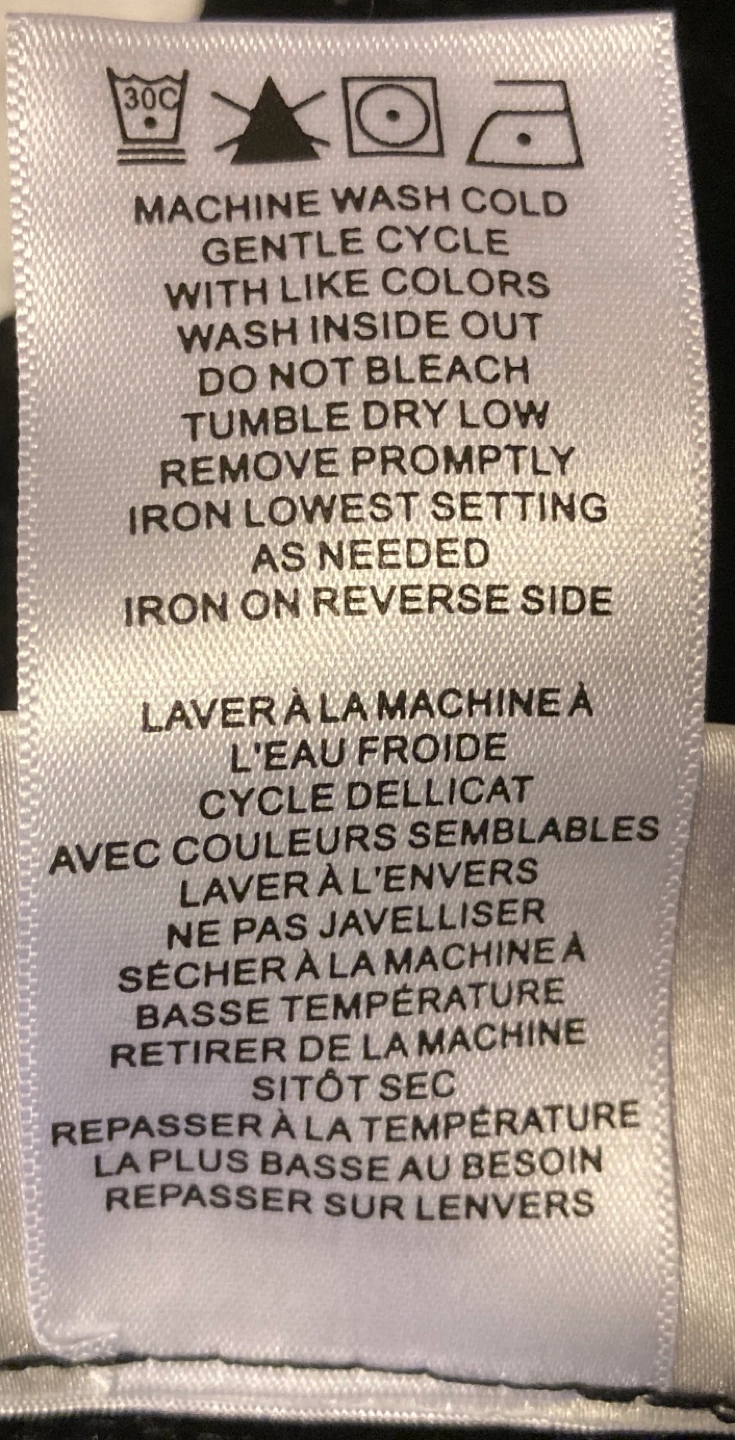 30C
MACHINE WASH COLD
GENTLE CYCLE
WITH LIKE COLORS
WASH INSIDE OUT
DO NOT BLEACH
TUMBLE DRY LOW
REMOVE PROMPTLY
IRON LOWEST SETTING
AS NEEDED
IRON ON REVERSE SIDE
LAVER À LA MACHINE À
L'EAU FROIDE
CYCLE DELLICAT
AVEC COULEURS SEMBLABLES
LAVER À L'ENVERS
NE PAS JAVELLISER
SÉCHER À LA MACHINE À
BASSE TEMPÉRATURE
RETIRER DE LA MACHINE
SITÔT SEC
REPASSER À LA TEMPÉRATURE
LA PLUS BASSE AU BESOIN
REPASSER SUR LENVERS